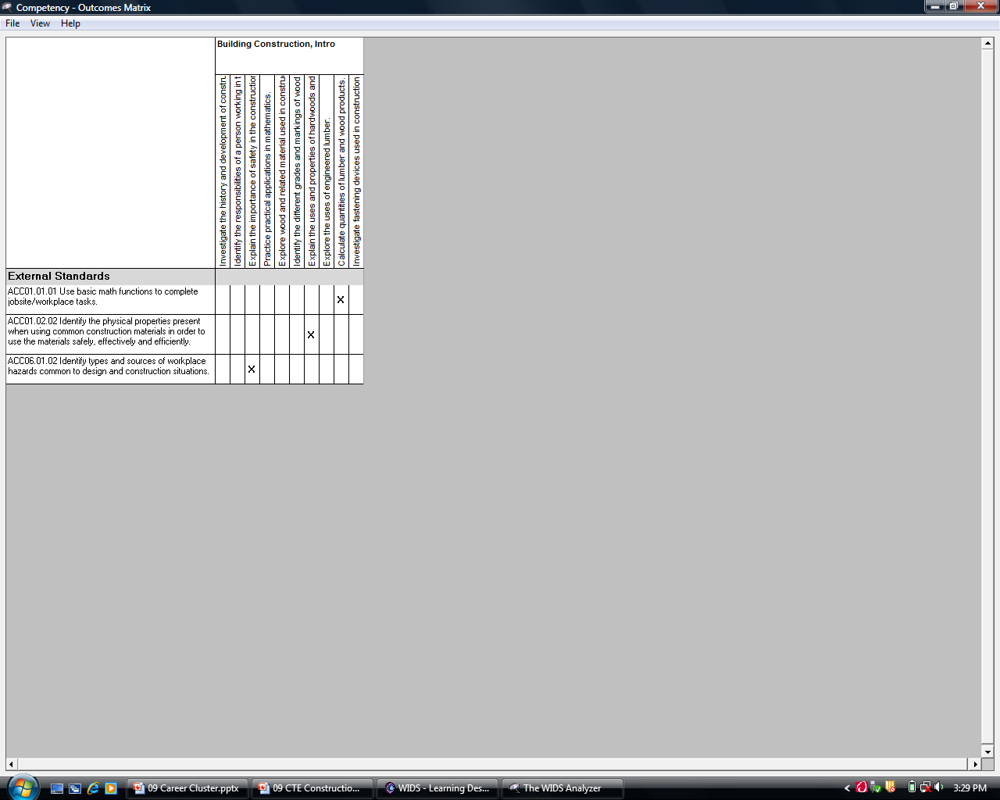 Competency - Outcomes Matrix
File View Help
Building Construction, Intro
Investigate the history and development of constru
Identify the responsibilities of a person working in t
Explain the importance of safety in the construction
Practice practical applications in mathematics.
Explore wood and related material used in constru
Identify the different grades and markings of wood
Explain the uses and properties of hardwoods and
Explore the uses of engineered lumber.
Calculate quantities of lumber and wood products.
Investigate fastening devices used in construction
External Standards
ACC01.01.01 Use basic math functions to complete
jobsite/workplace tasks.
X
ACC01.02.02 Identify the physical properties present
when using common construction materials in order to
use the materials safely, effectively and efficiently.
X
ACC06.01.02 Identify types and sources of workplace
hazards common to design and construction situations.
X
09 Career Cluster.pptx
09 CTE Constructio...
WIDS - Learning Des...
The WIDS Analyzer
3:29 PM